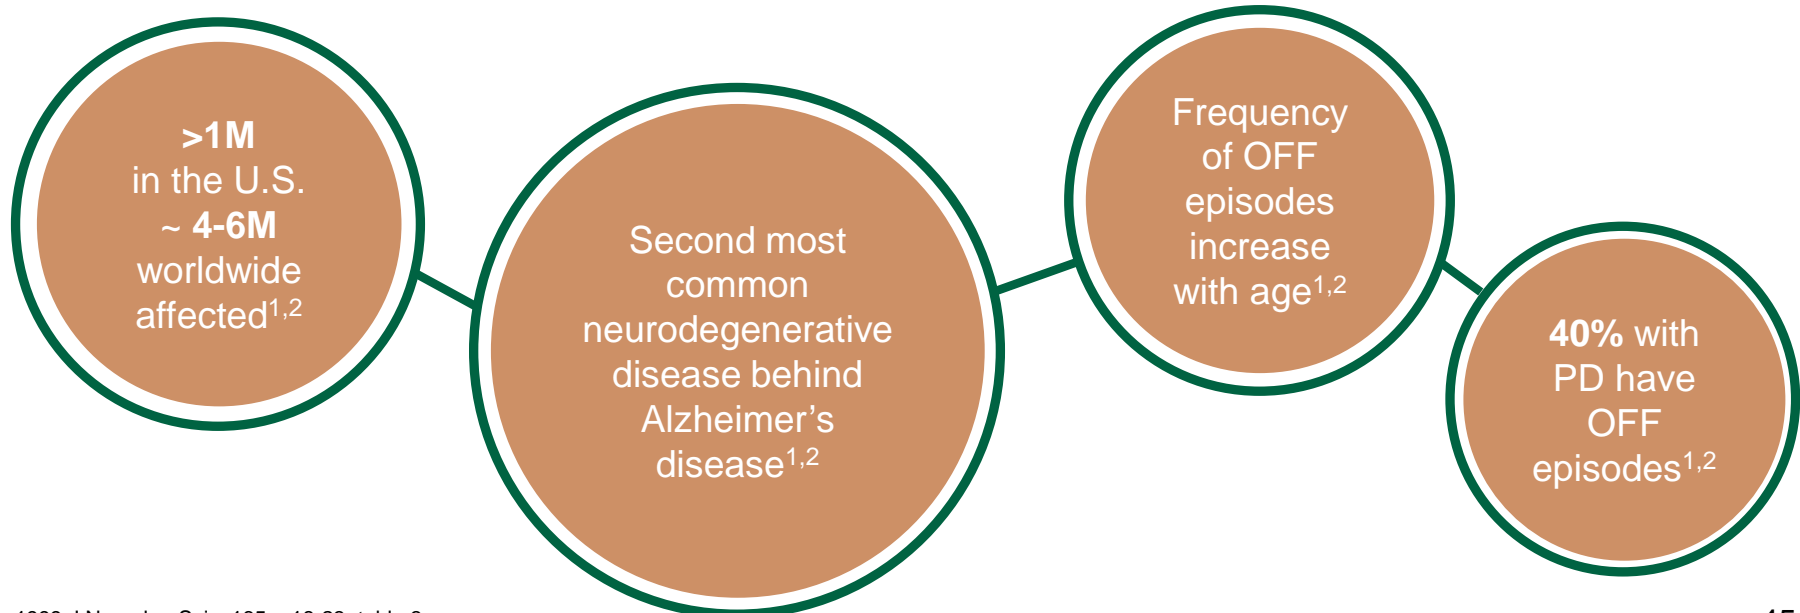 >1M
in the U.S.
~ 4-6M
worldwide
affected1,2
Second most
common
neurodegenerative
disease behind
Alzheimer’s
disease1,2
Frequency
of OFF
episodes
increase
with age1,2
40% with
PD have
OFF
episodes1,2